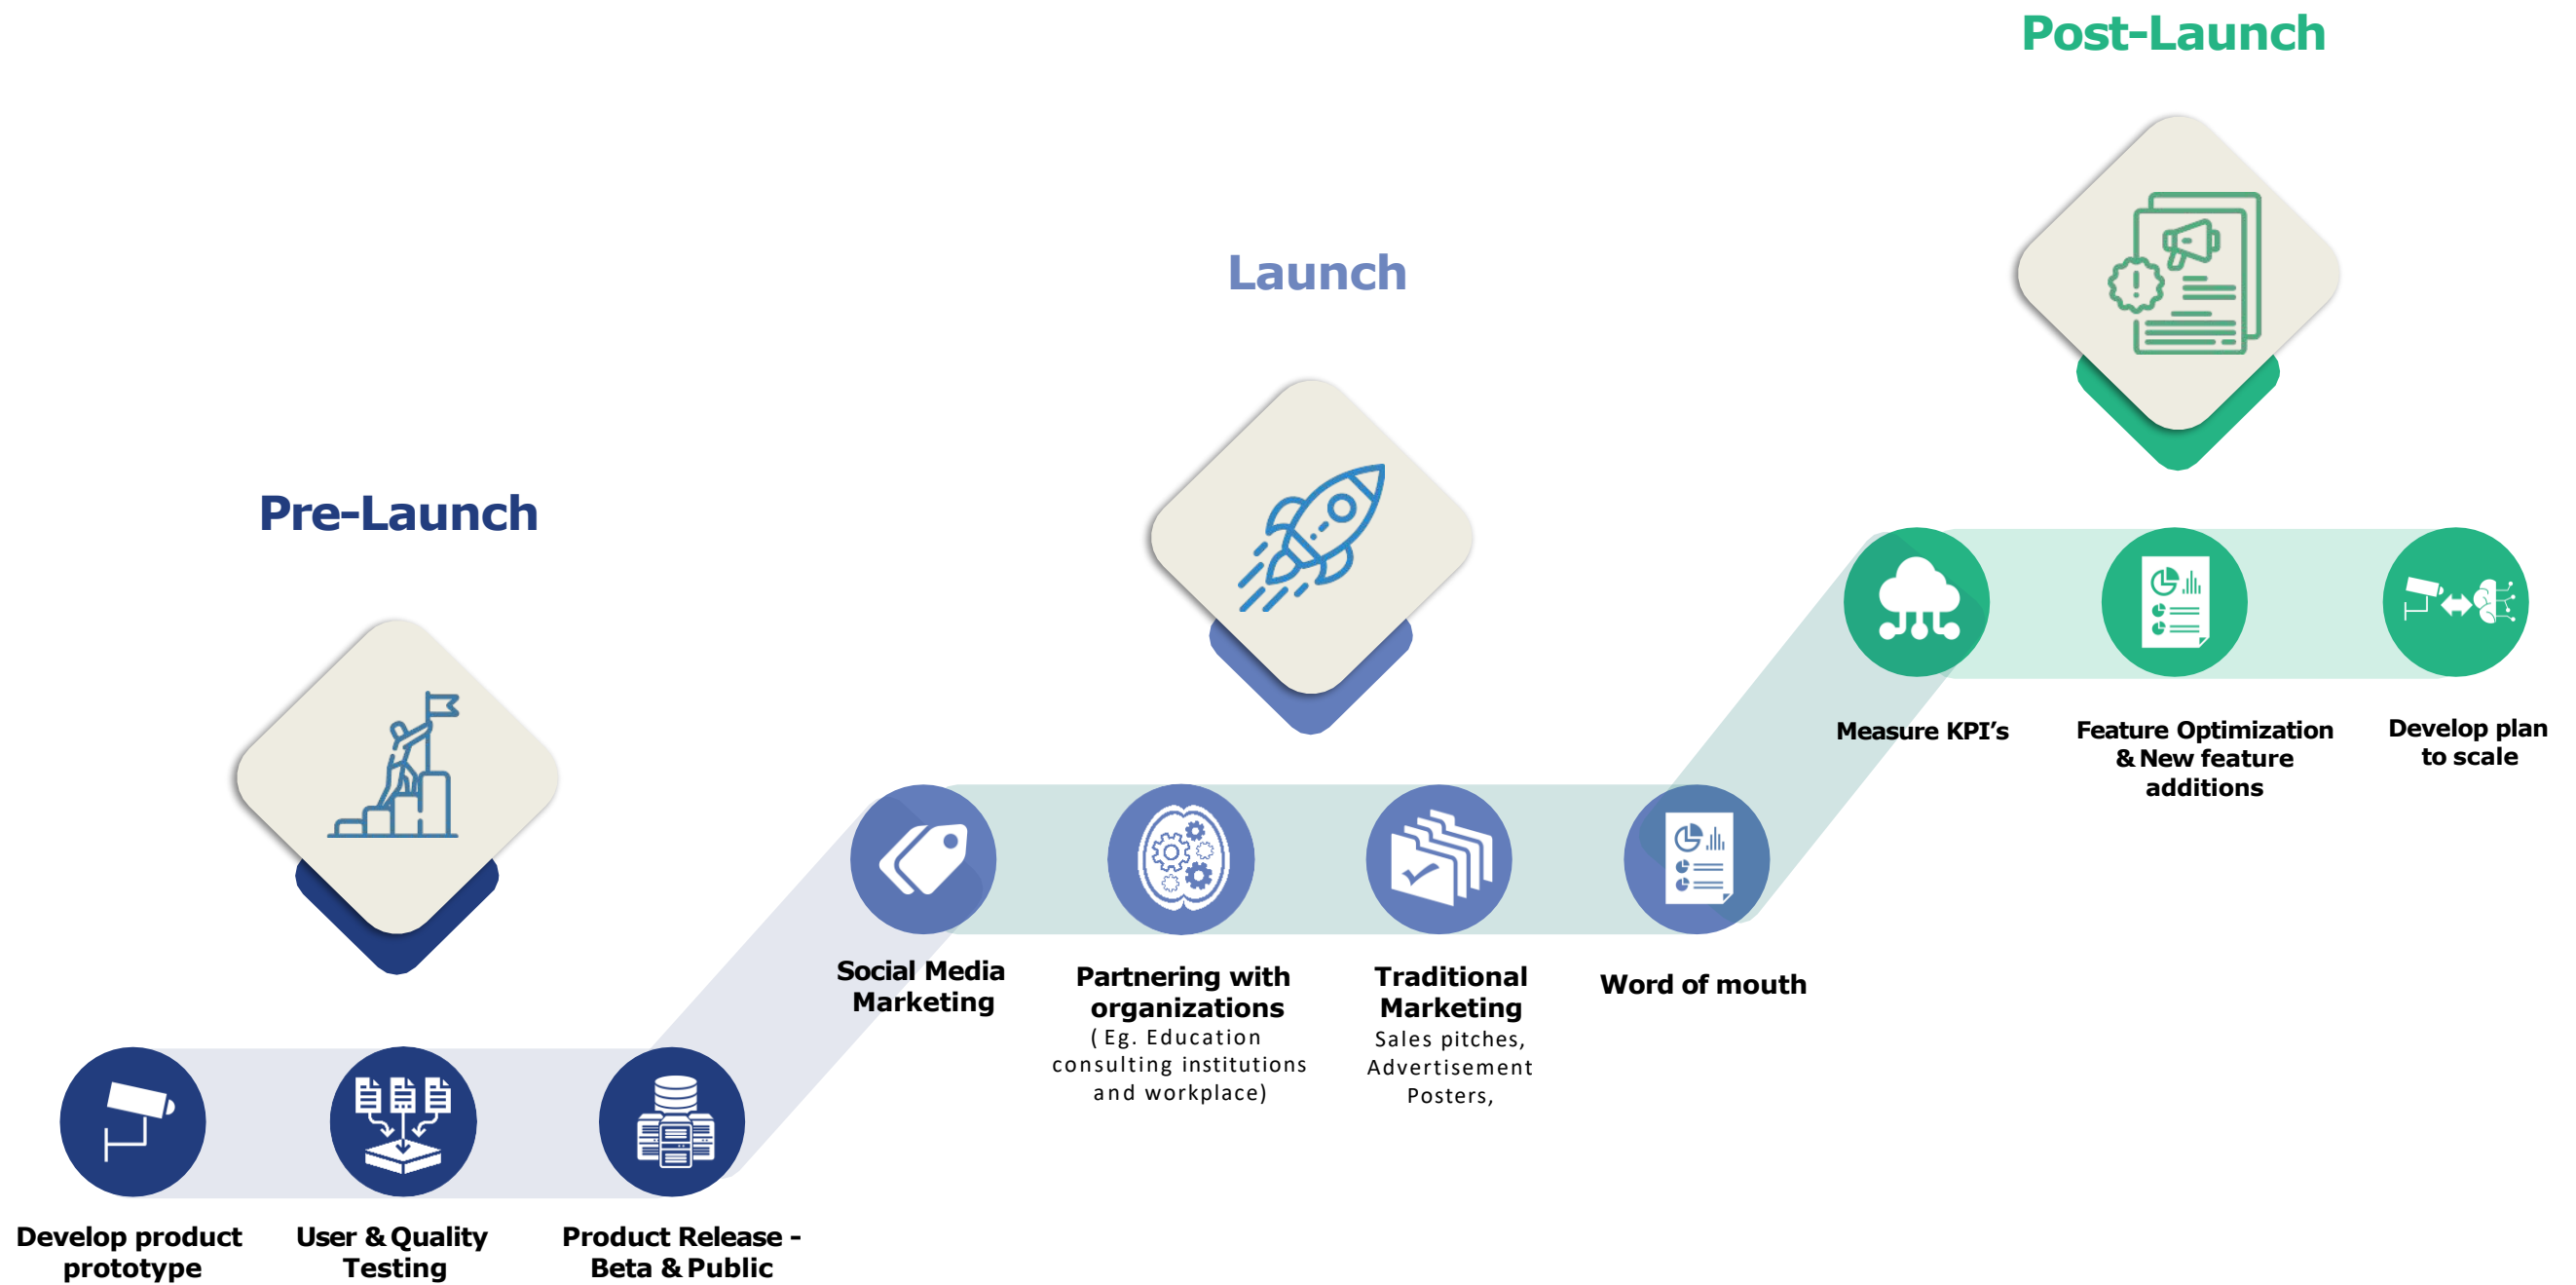 Post-Launch
Launch
Pre-Launch
Measure KPI's
Feature Optimization
& New feature
additions
Develop plan
to scale
Social Media
Marketing
Partnering with
organizations
( Eg. Education
consulting institutions
and workplace)
Traditional
Marketing
Sales pitches,
Advertisement
Posters,
Word of mouth
Develop product
prototype
User & Quality
Testing
Product Release -
Beta & Public